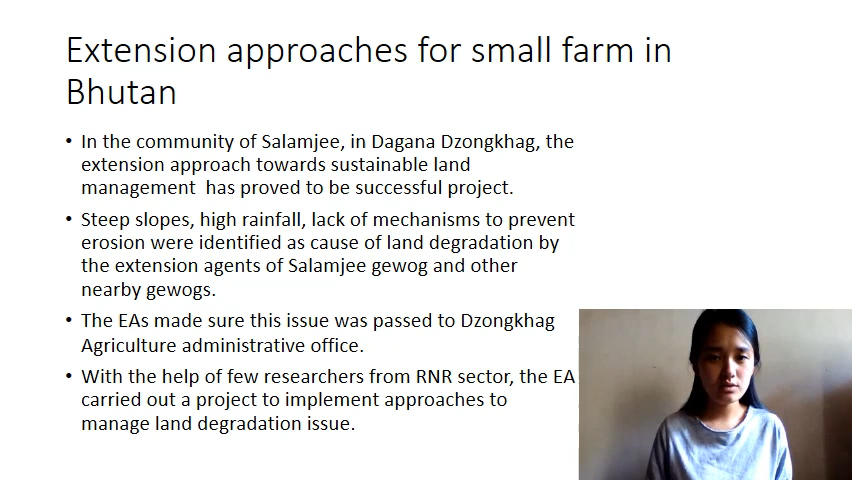 Extension approaches for small farm in
Bhutan
• In the community of Salamjee, in Dagana Dzongkhag, the
extension approach towards sustainable land
management  has proved to be successful project.
• Steep slopes, high rainfall, lack of mechanisms to prevent
erosion were identified as cause of land degradation by
the extension agents of Salamjee gewog and other
nearby gewogs.
• The EAs made sure this issue was passed to Dzongkhag
Agriculture administrative office.
• With the help of few researchers from RNR sector, the EA
carried out a project to implement approaches to
manage land degradation issue.